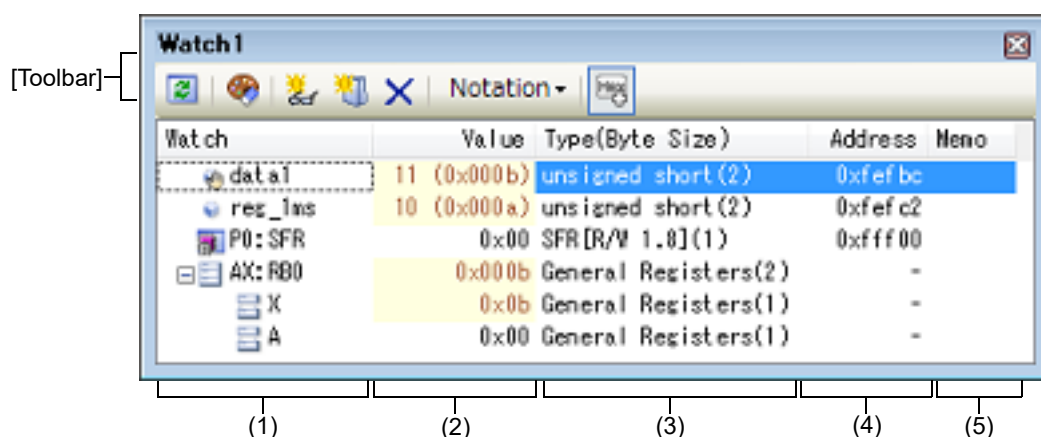 Watch1
[Toolbar]
Notation
Hex
Watch Value Type(Byte Size) Address Memo
data1 11 (0x000b) unsigned short(2) 0xfefbc
reg_1ms 10 (0x000a) unsigned short(2) 0xfefc2
P0:SFR 0x00 SFR[R/W 1.8](1) 0xfff00
AX:RB0 0x000b General Registers(2) -
X 0x0b General Registers(1) -
A 0x00 General Registers(1) -
(1) (2) (3) (4) (5)